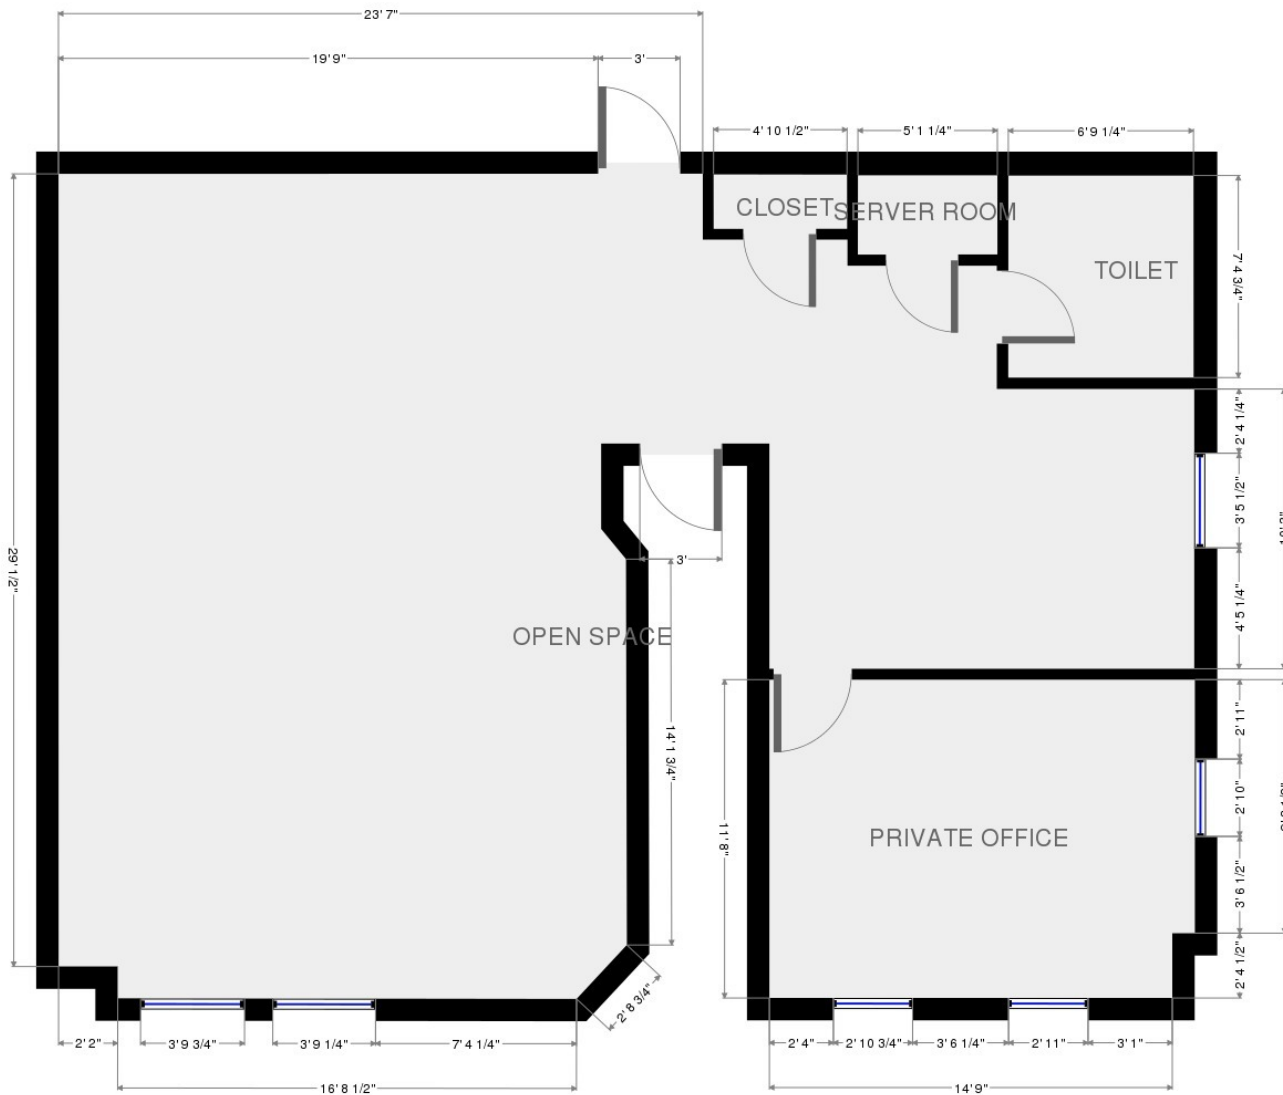 23' 7"
19' 9"
3'
4' 10 1/2"
5' 1 1/4"
6' 9 1/4"
CLOSET
SERVER ROOM
TOILET
7' 4 3/4"
2' 4 1/4"
3' 5 1/2"
4' 5 1/4"
29' 1/2"
3'
OPEN SPACE
14' 1 3/4"
11' 8"
PRIVATE OFFICE
2' 11"
2' 10"
3' 6 1/2"
2' 4 1/2"
2' 8 3/4"
2' 2"
3' 9 3/4"
3' 9 1/4"
7' 4 1/4"
2' 4"
2' 10 3/4"
3' 6 1/4"
2' 11"
3' 1"
16' 8 1/2"
14' 9"